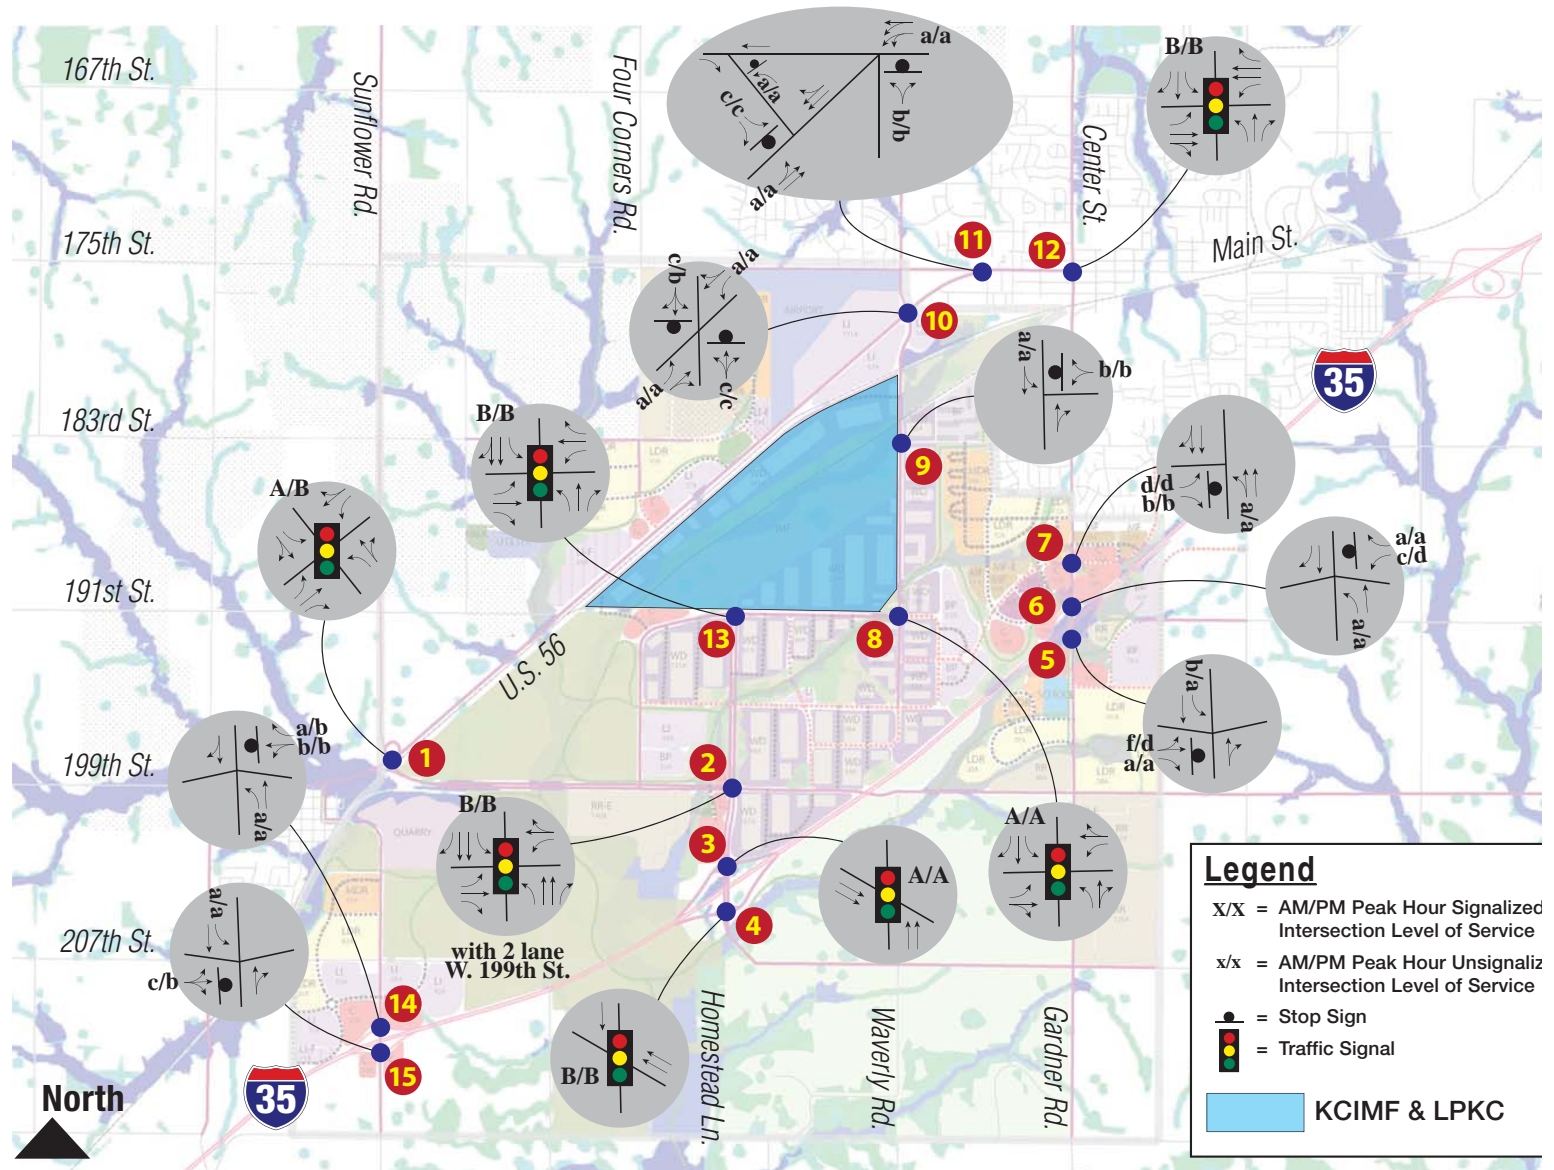 167th St.
175th St.
183rd St.
191st St.
199th St.
207th St.
Sunflower Rd.
Four Corners Rd.
Center St.
Main St.
U.S. 56
Homestead Ln.
Waverly Rd.
Gardner Rd.
a/a
a/a
c/c
b/b
a/a
B/B
11
12
c/b
a/a
a/a
c/c
10
AIRPORT
a/a
b/b
35
B/B
9
A/B
d/d
b/b
a/a
7
a/a
c/d
a/a
6
13
8
5
b/a
f/d
a/a
a/b
b/b
a/a
1
2
B/B
with 2 lane
W. 199th St.
QUARRY
RR-E
3
A/A
A/A
4
B/B
a/a
c/b
14
15
35
North
Legend
X/X = AM/PM Peak Hour Signalized
Intersection Level of Service
x/x = AM/PM Peak Hour Unsignaliz
Intersection Level of Service
= Stop Sign
= Traffic Signal
KCIMF & LPKC